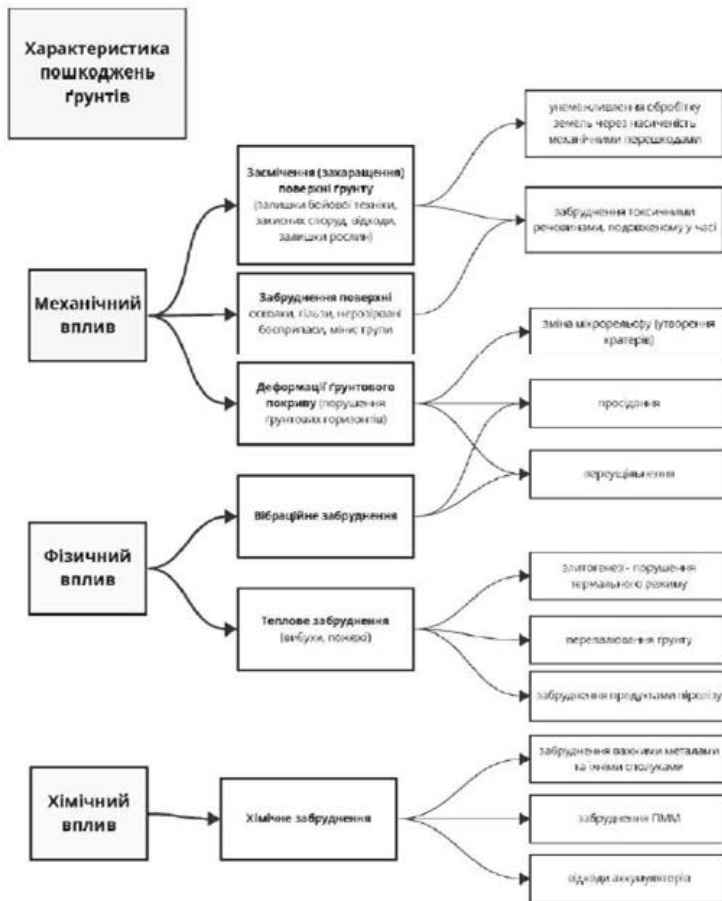 Характеристика
пошкоджень
ґрунтів
Механічний
вплив
Засмічення (захаращення)
поверхні ґрунту
(залишки бойової техніки,
захисних споруд, відходи,
залишки рослин)
Забруднення поверхні
осколки, гільзи, нерозірвані
боєприпаси, міни; трупи
Деформації ґрунтового
покриву (порушення
ґрунтових горизонтів)
унеможливлення обробітку
земель через насиченість
механічними перешкодами
забруднення токсичними
речовинами, подовженому у часі
зміна мікрорельєфу (утворення
кратерів)
просідання
переущільнення
Фізичний
вплив
Вібраційне забруднення
Теплове забруднення
(вибухи, пожежі)
порушення
термального режиму
перепалювання ґрунту
забруднення продуктами піролізу
Хімічний
вплив
Хімічне забруднення
забруднення важкими металами
та їхніми сполуками
забруднення ПММ
відходи аккумуляторів